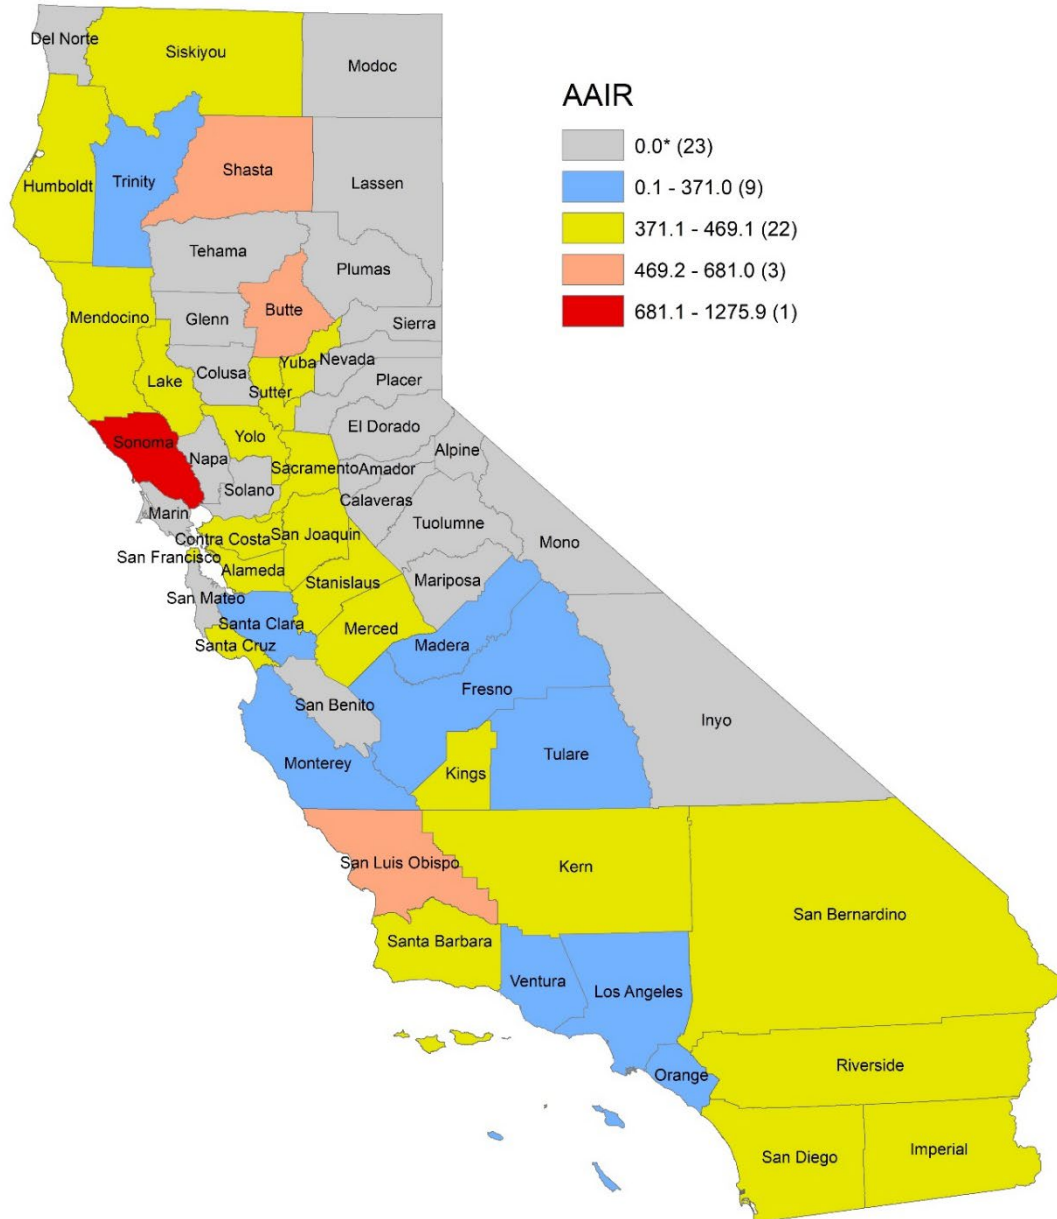 Del Norte
Siskiyou
Modoc
AAIR
0.0* (23)
0.1 - 371.0 (9)
371.1 - 469.1 (22)
469.2 - 681.0 (3)
681.1 - 1275.9 (1)
Humboldt
Trinity
Shasta
Lassen
Tehama
Plumas
Mendocino
Glenn
Butte
Sierra
Lake
Colusa
Sutter
Yuba
Nevada
Placer
Sonoma
Napa
Yolo
El Dorado
Alpine
Sacramento
Amador
Solano
Marin
Calaveras
Tuolumne
Mono
Contra Costa
San Joaquin
San Francisco
Alameda
Stanislaus
Mariposa
San Mateo
Santa Clara
Merced
Santa Cruz
Madera
San Benito
Fresno
Inyo
Monterey
Kings
Tulare
San Luis Obispo
Kern
San Bernardino
Santa Barbara
Ventura
Los Angeles
Orange
Riverside
San Diego
Imperial